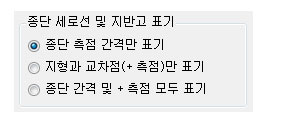 종단 세로선 및 지반고 표기
종단 측점 간격만 표기
지형과 교차점(+ 측점)만 표기
종단 간격 및 + 측점 모두 표기